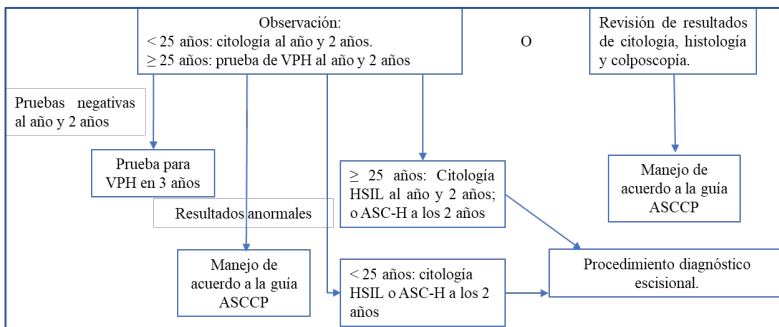 Observación:
< 25 años: citología al año y 2 años.
≥ 25 años: prueba de VPH al año y 2 años
O
Revisión de resultados
de citología, histología
y colposcopía.
Pruebas negativas
al año y 2 años
Prueba para
VPH en 3 años
≥ 25 años: Citología
HSIL al año y 2 años;
o ASC-H a los 2 años
Manejo de
acuerdo a la guía
ASCCP
Resultados anormales
Manejo de
acuerdo a la guía
ASCCP
< 25 años: citología
HSIL o ASC-H a los 2
años
Procedimiento diagnóstico
escisional.